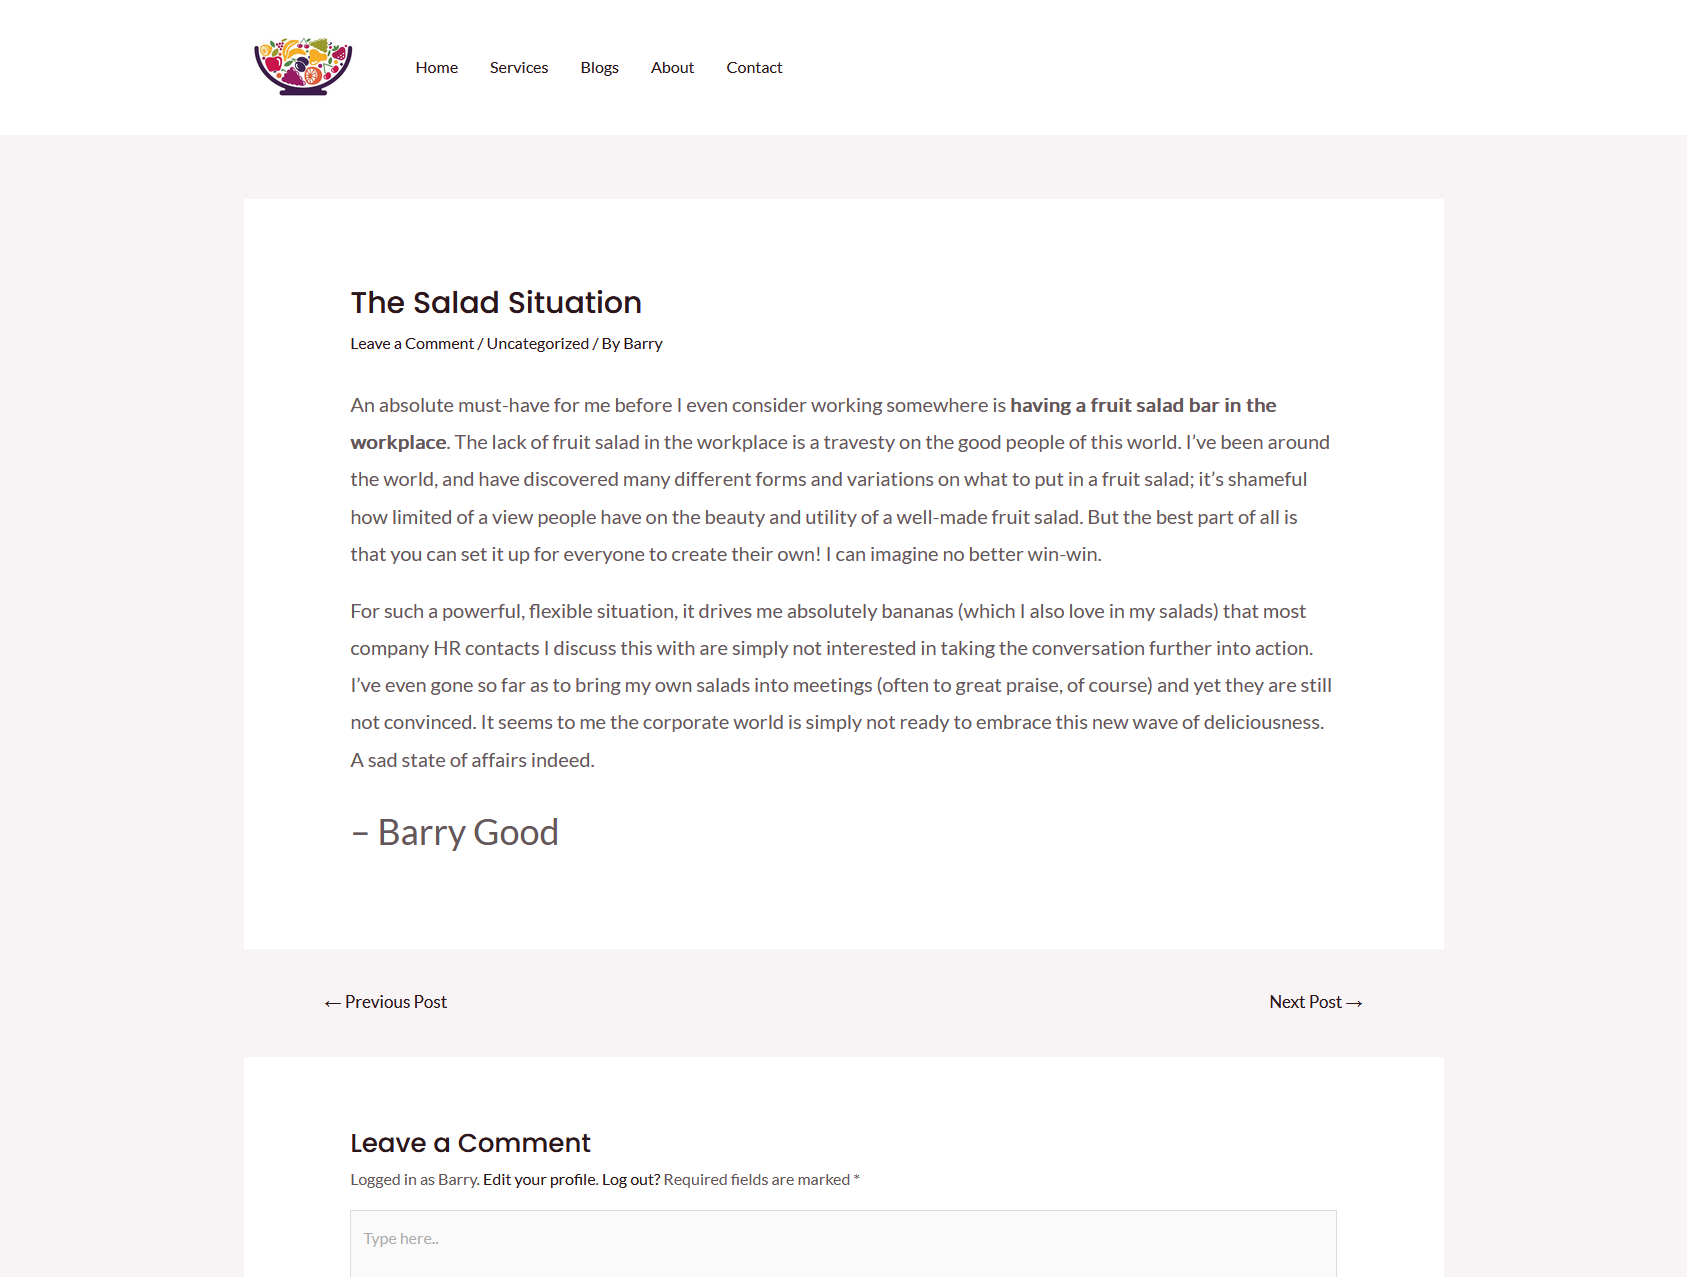 Home Services Blogs About Contact
The Salad Situation
Leave a Comment / Uncategorized / By Barry
An absolute must-have for me before I even consider working somewhere is having a fruit salad bar in the
workplace. The lack of fruit salad in the workplace is a travesty on the good people of this world. I’ve been around
the world, and have discovered many different forms and variations on what to put in a fruit salad; it’s shameful
how limited of a view people have on the beauty and utility of a well-made fruit salad. But the best part of all is
that you can set it up for everyone to create their own! I can imagine no better win-win.
For such a powerful, flexible situation, it drives me absolutely bananas (which I also love in my salads) that most
company HR contacts I discuss this with are simply not interested in taking the conversation further into action.
I’ve even gone so far as to bring my own salads into meetings (often to great praise, of course) and yet they are still
not convinced. It seems to me the corporate world is simply not ready to embrace this new wave of deliciousness.
A sad state of affairs indeed.
– Barry Good
← Previous Post Next Post →
Leave a Comment
Logged in as Barry. Edit your profile. Log out? Required fields are marked *
Type here..